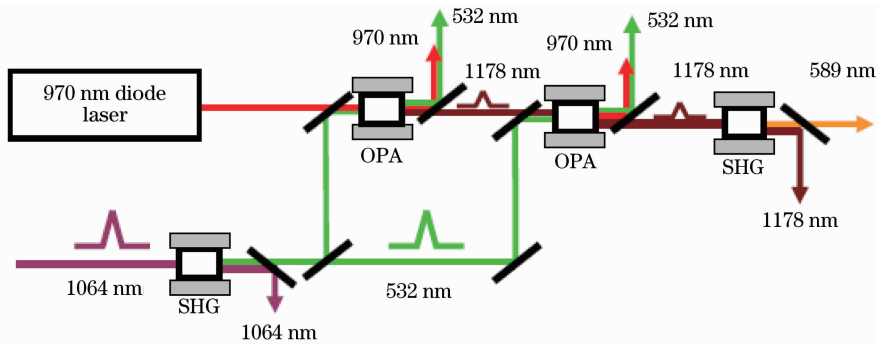 532 nm
532 nm
970 nm
970 nm
1178 nm
1178 nm
589 nm
970 nm diode
laser
OPA
OPA
SHG
1178 nm
1064 nm
SHG
532 nm
1064 nm